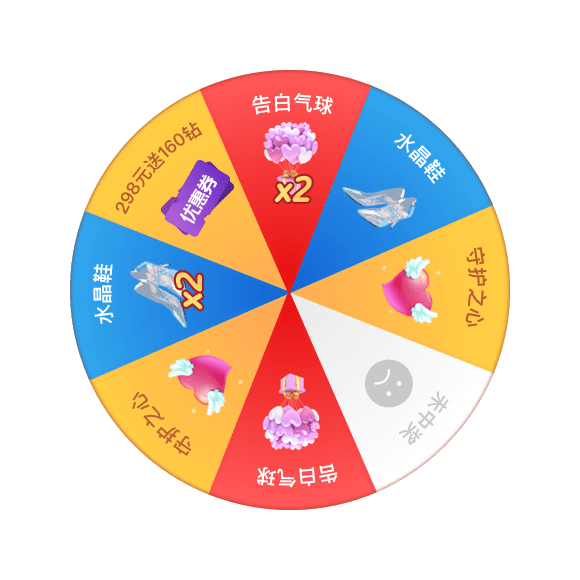 告白气球
x2
水晶鞋
守护之心
未中奖
告白气球
守护之心
水晶鞋
x2
298元送160钻
优惠券